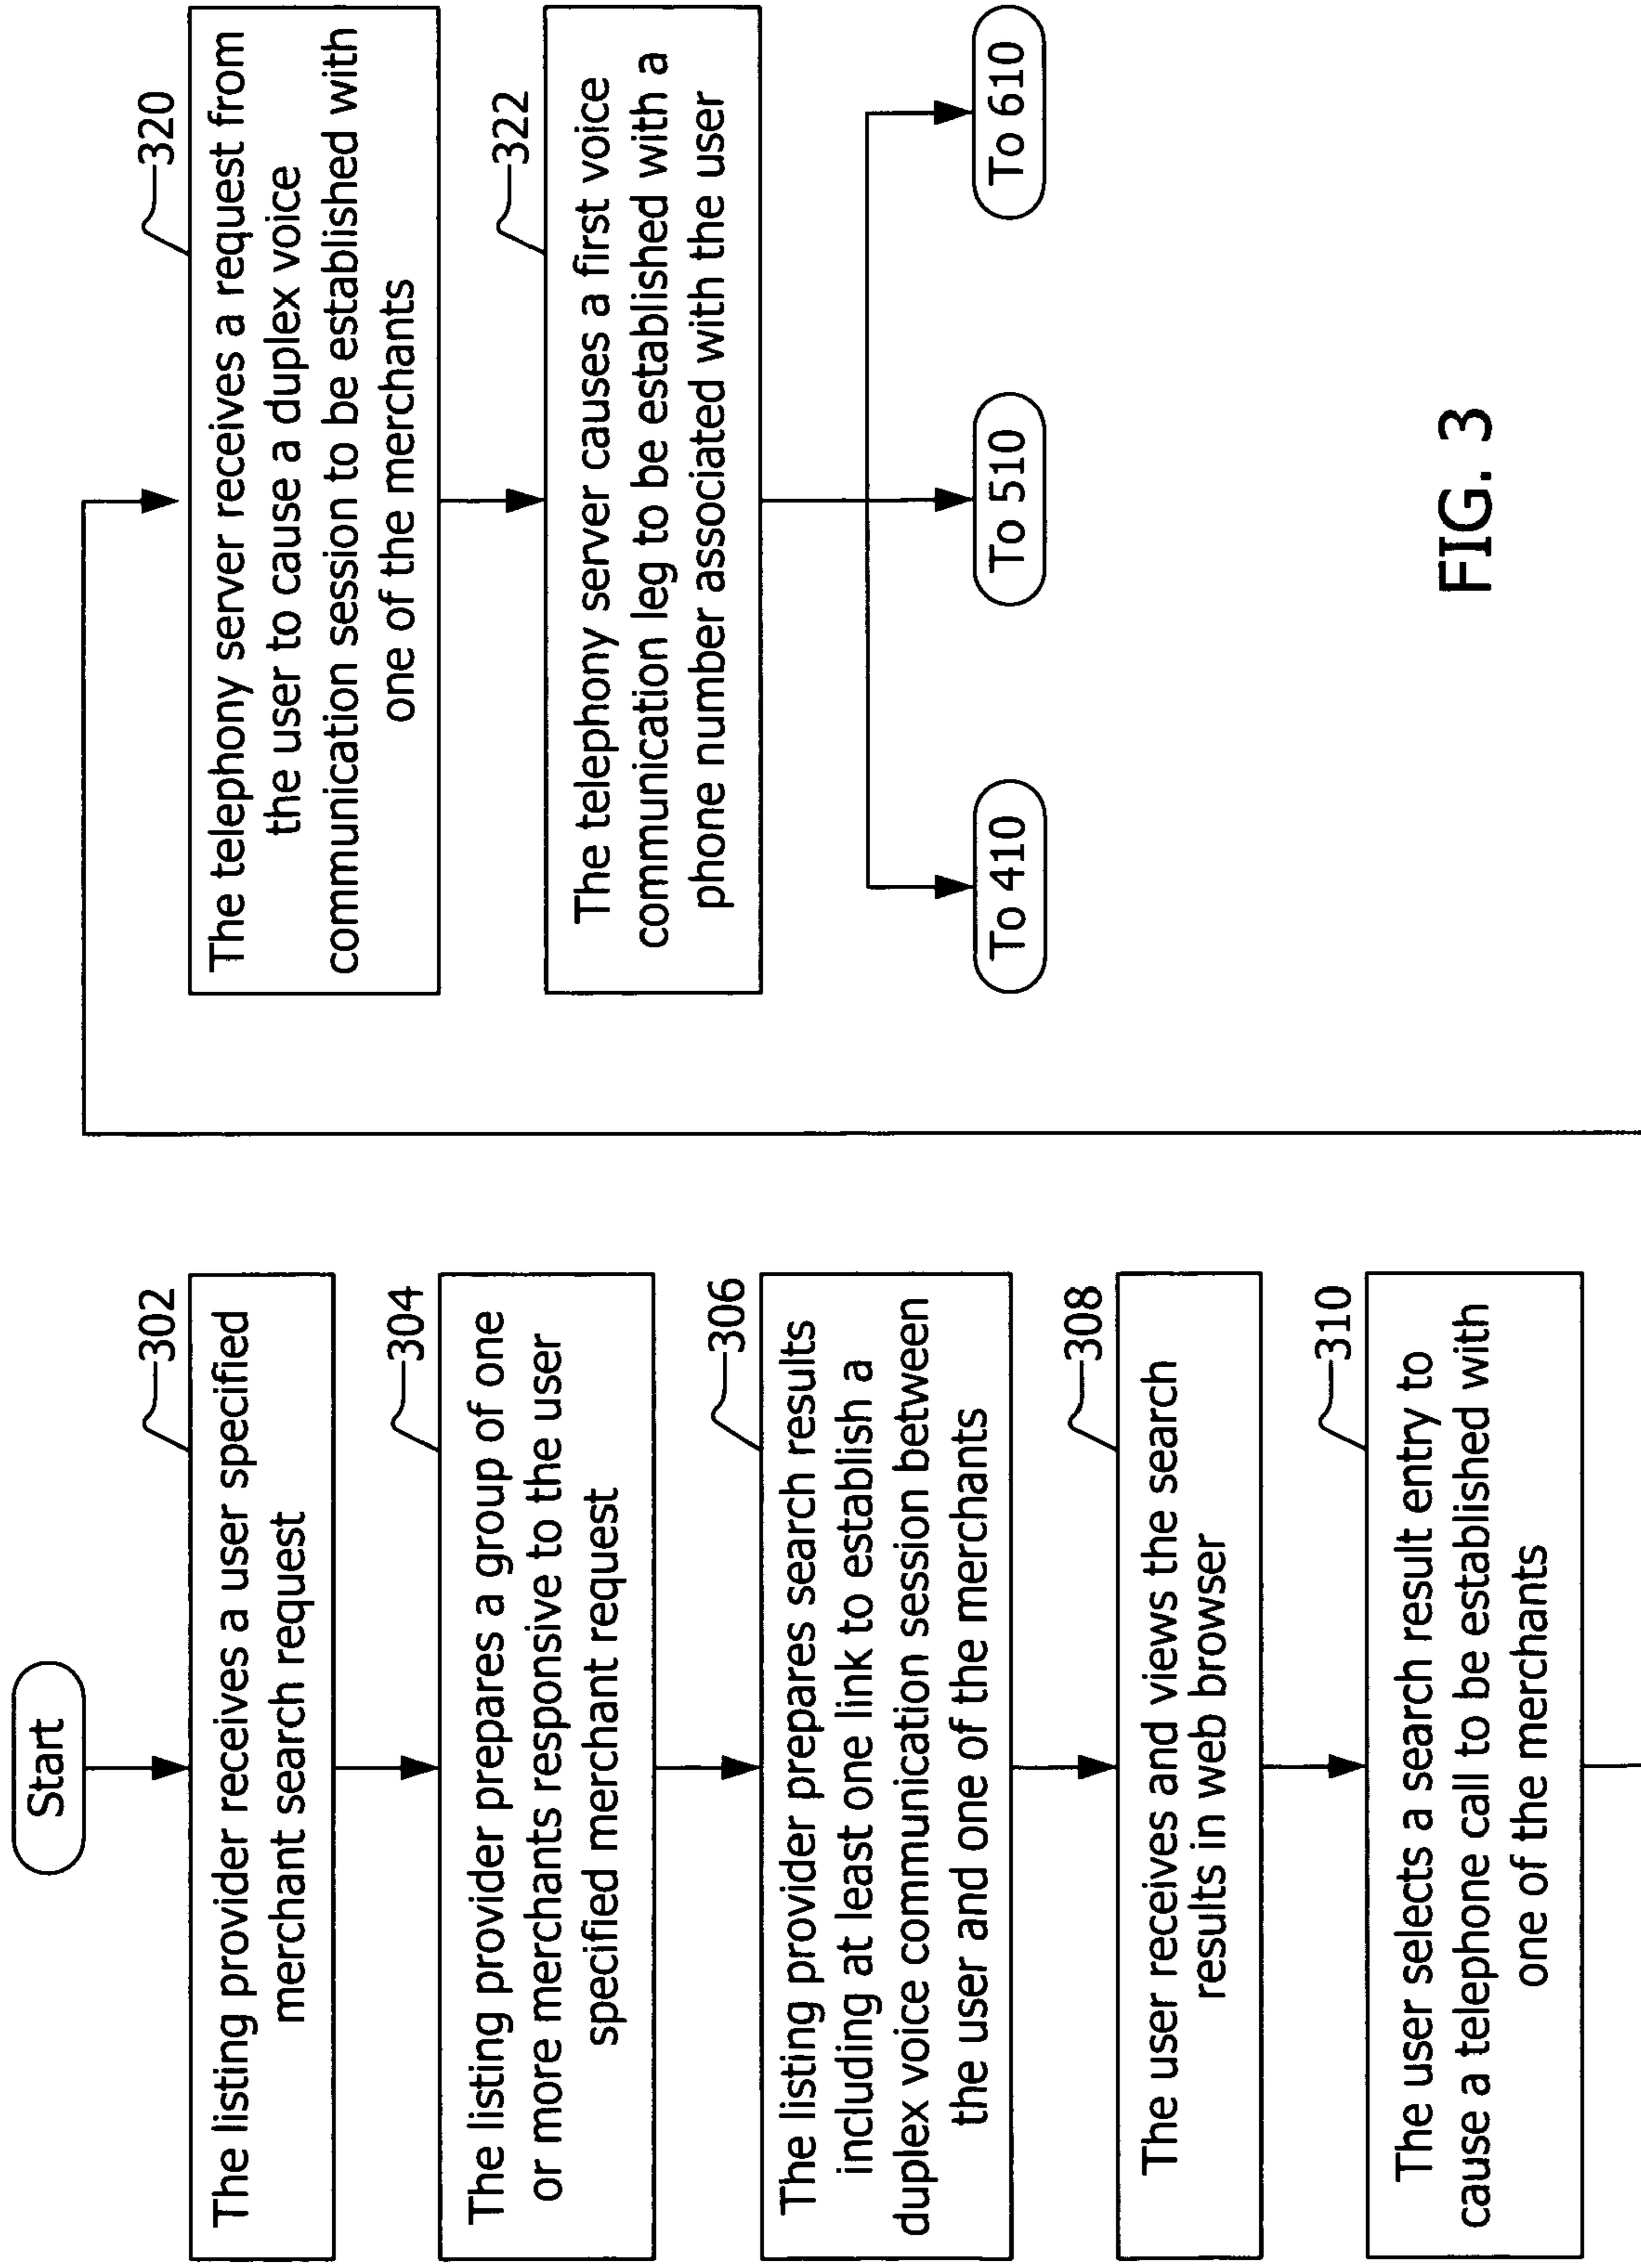 Start
302
The listing provider receives a user specified
merchant search request
304
The listing provider prepares a group of one
or more merchants responsive to the user
specified merchant request
306
The listing provider prepares search results
including at least one link to establish a
duplex voice communication session between
the user and one of the merchants
308
The user receives and views the search
results in web browser
310
The user selects a search result entry to
cause a telephone call to be established with
one of the merchants
320
The telephony server receives a request from
the user to cause a duplex voice
communication session to be established with
one of the merchants
322
The telephony server causes a first voice
communication leg to be established with a
phone number associated with the user
To 410
To 510
To 610
FIG. 3